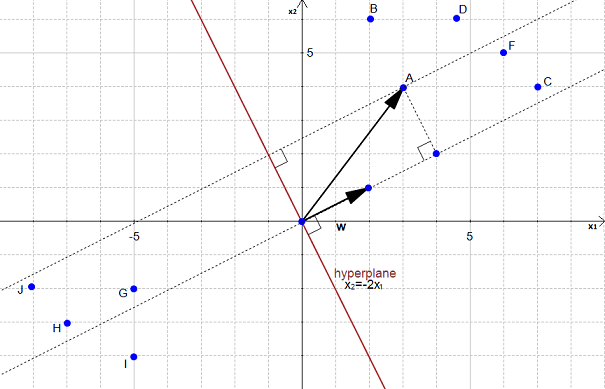 x₂
B
D
5
F
A
C
-5
W
5
x₁
J
G
hyperplane
x₂=-2x₁
H
I